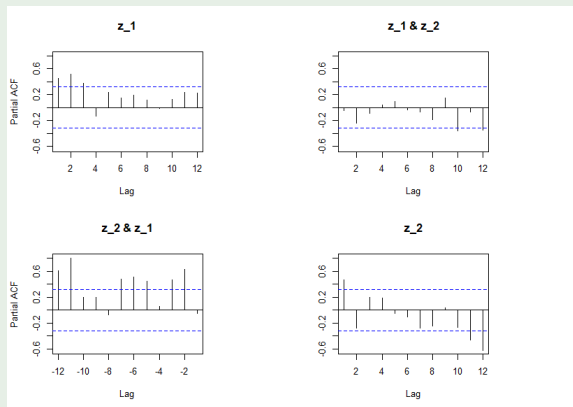 z_1
z_1 & z_2
Partial ACF
-0.6 -0.2 0.2 0.6
2 4 6 8 10 12
Lag
-0.6 -0.2 0.2 0.6
2 4 6 8 10 12
Lag
z_2 & z_1
z_2
Partial ACF
-0.6 -0.2 0.2 0.6
-12 -10 -8 -6 -4 -2
Lag
-0.6 -0.2 0.2 0.6
2 4 6 8 10 12
Lag